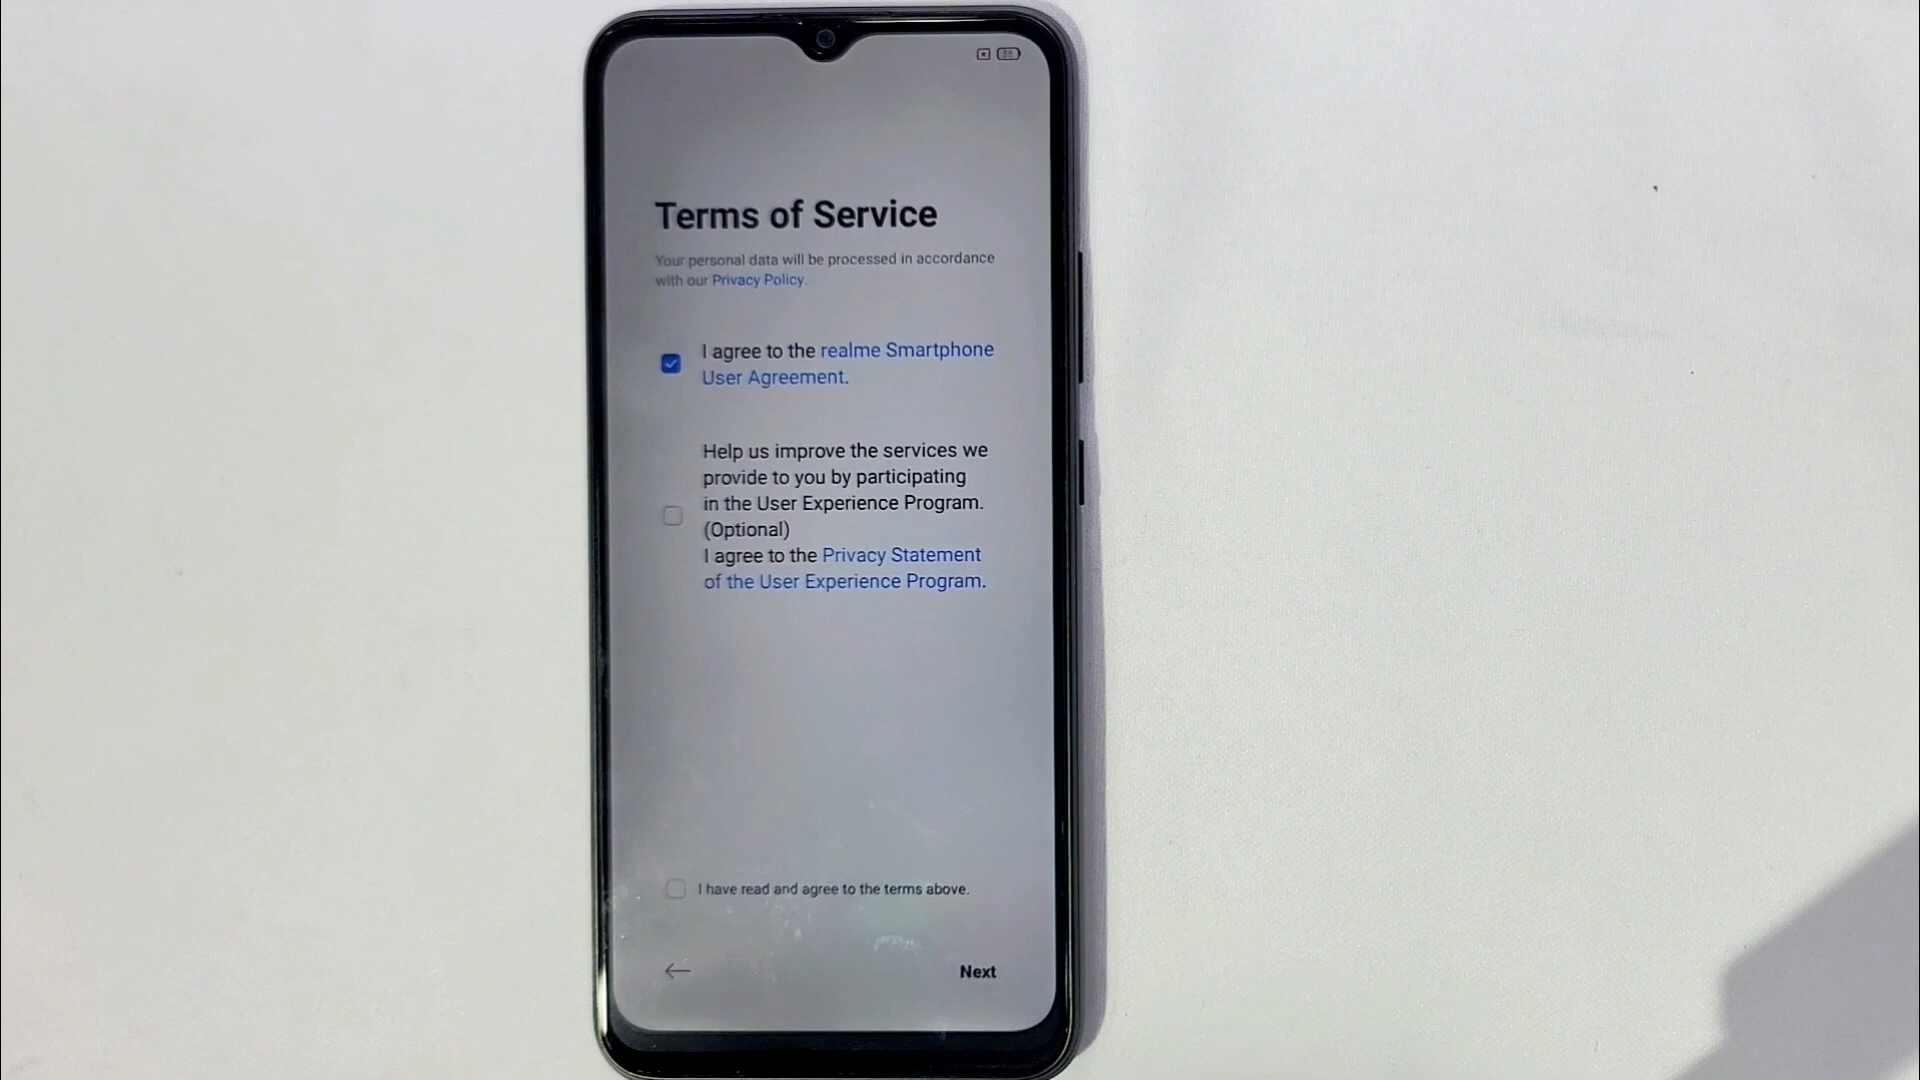 Terms of Service
Your personal data will be processed in accordance
with our Privacy Policy.
I agree to the realme Smartphone
User Agreement.
Help us improve the services we
provide to you by participating
in the User Experience Program.
(Optional)
I agree to the Privacy Statement
of the User Experience Program.
I have read and agree to the terms above.
Next